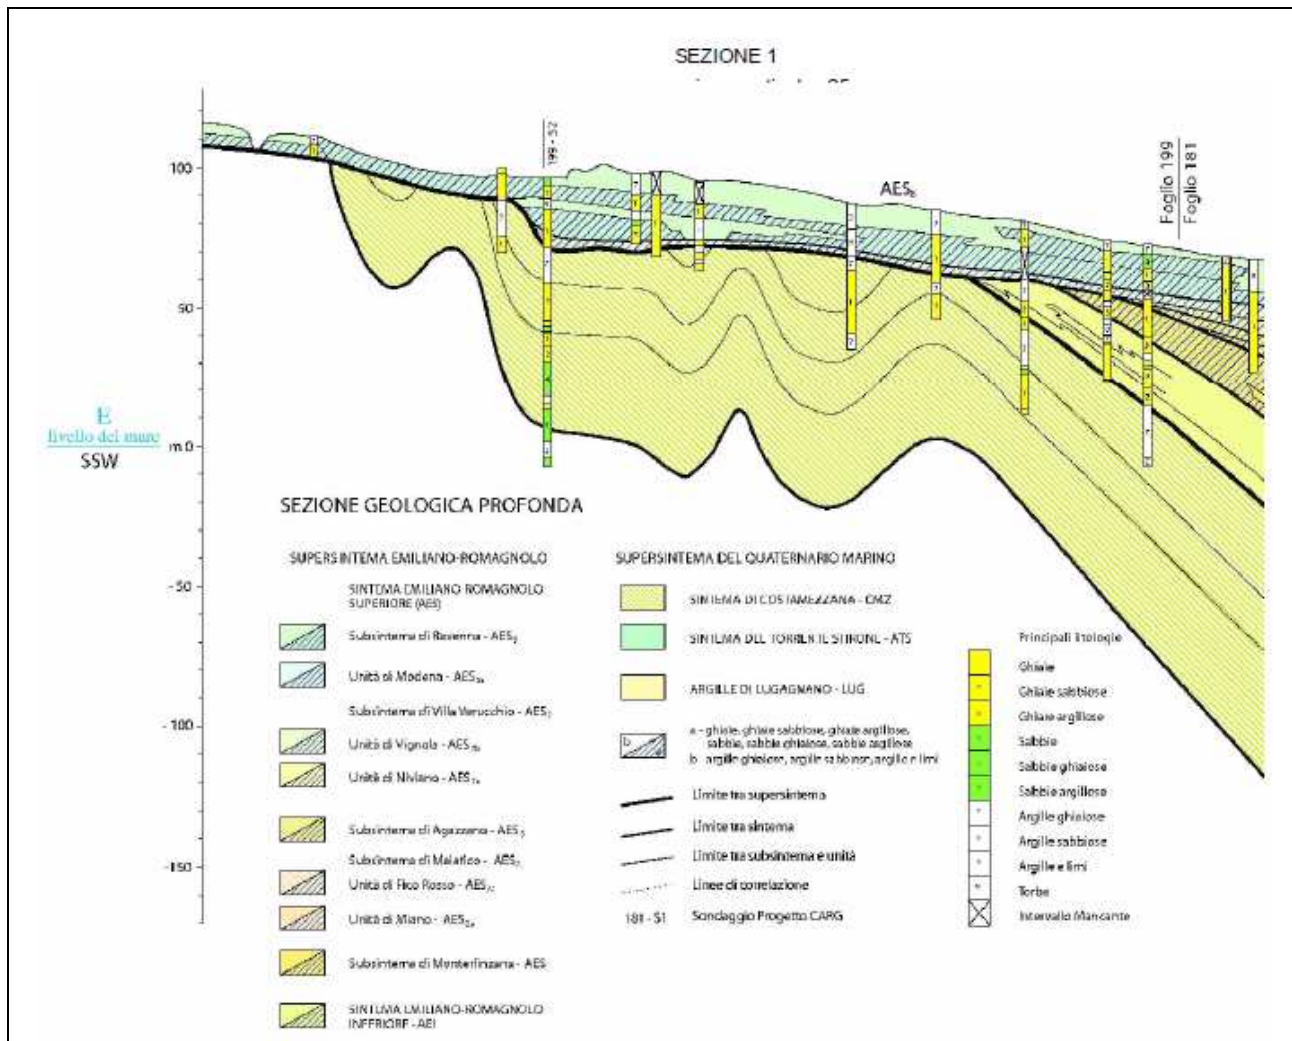 SEZIONE 1
199 - S2
100
AES₈
Foglio 199
Foglio 181
50
E
livello del mare
SSW
m 0
SEZIONE GEOLOGICA PROFONDA
SUPERSINTEMA EMILIANO-ROMAGNOLO
SINTEMA EMILIANO ROMAGNOLO
SUPERIORE (AES)
Subsintema di Ravenna - AES₈
Unità di Modena - AES₈ₐ
Subsintema di Villa Verucchio - AES₇
Unità di Vignola - AES₇b
Unità di Niviano - AES₇ₐ
Subsintema di Agazzano - AES₃
Subsintema di Maiatico - AES₂
Unità di Fico Rosso -
Unità di Miano - AES₂ₐ
Subsintema di Monterlinzana - AES
SINTEMA EMILIANO-ROMAGNOLO
INFERIORE - AEI
SUPERSINTEMA DEL QUATERNARIO MARINO
SINTEMA DI COSTAMEZZANA - CMZ
SINTEMA DEL TORRENTE STIRONE - ATS
ARGILLE DI LUGAGNANO - LUG
a - ghiaie, ghiaie sabbiose, ghiaie argillose,
sabbie, sabbie ghiaiose, sabbie argillose
b argille ghiaiose, argille sabbiose, argille e limi
Limite tra supersintema
Limite tra sintema
Limite tra subsintema e unità
Linee di correlazione
181 - S1 Sondaggio Progetto CARG
Principali litologie
Ghiaie
Ghiaie sabbiose
Ghiaie argillose
Sabbie
Sabbie ghiaiose
Sabbie argillose
Argille ghiaiose
Argille sabbiose
Argille e limi
Torbe
Intervallo Mancante
- 50
- 100
-150